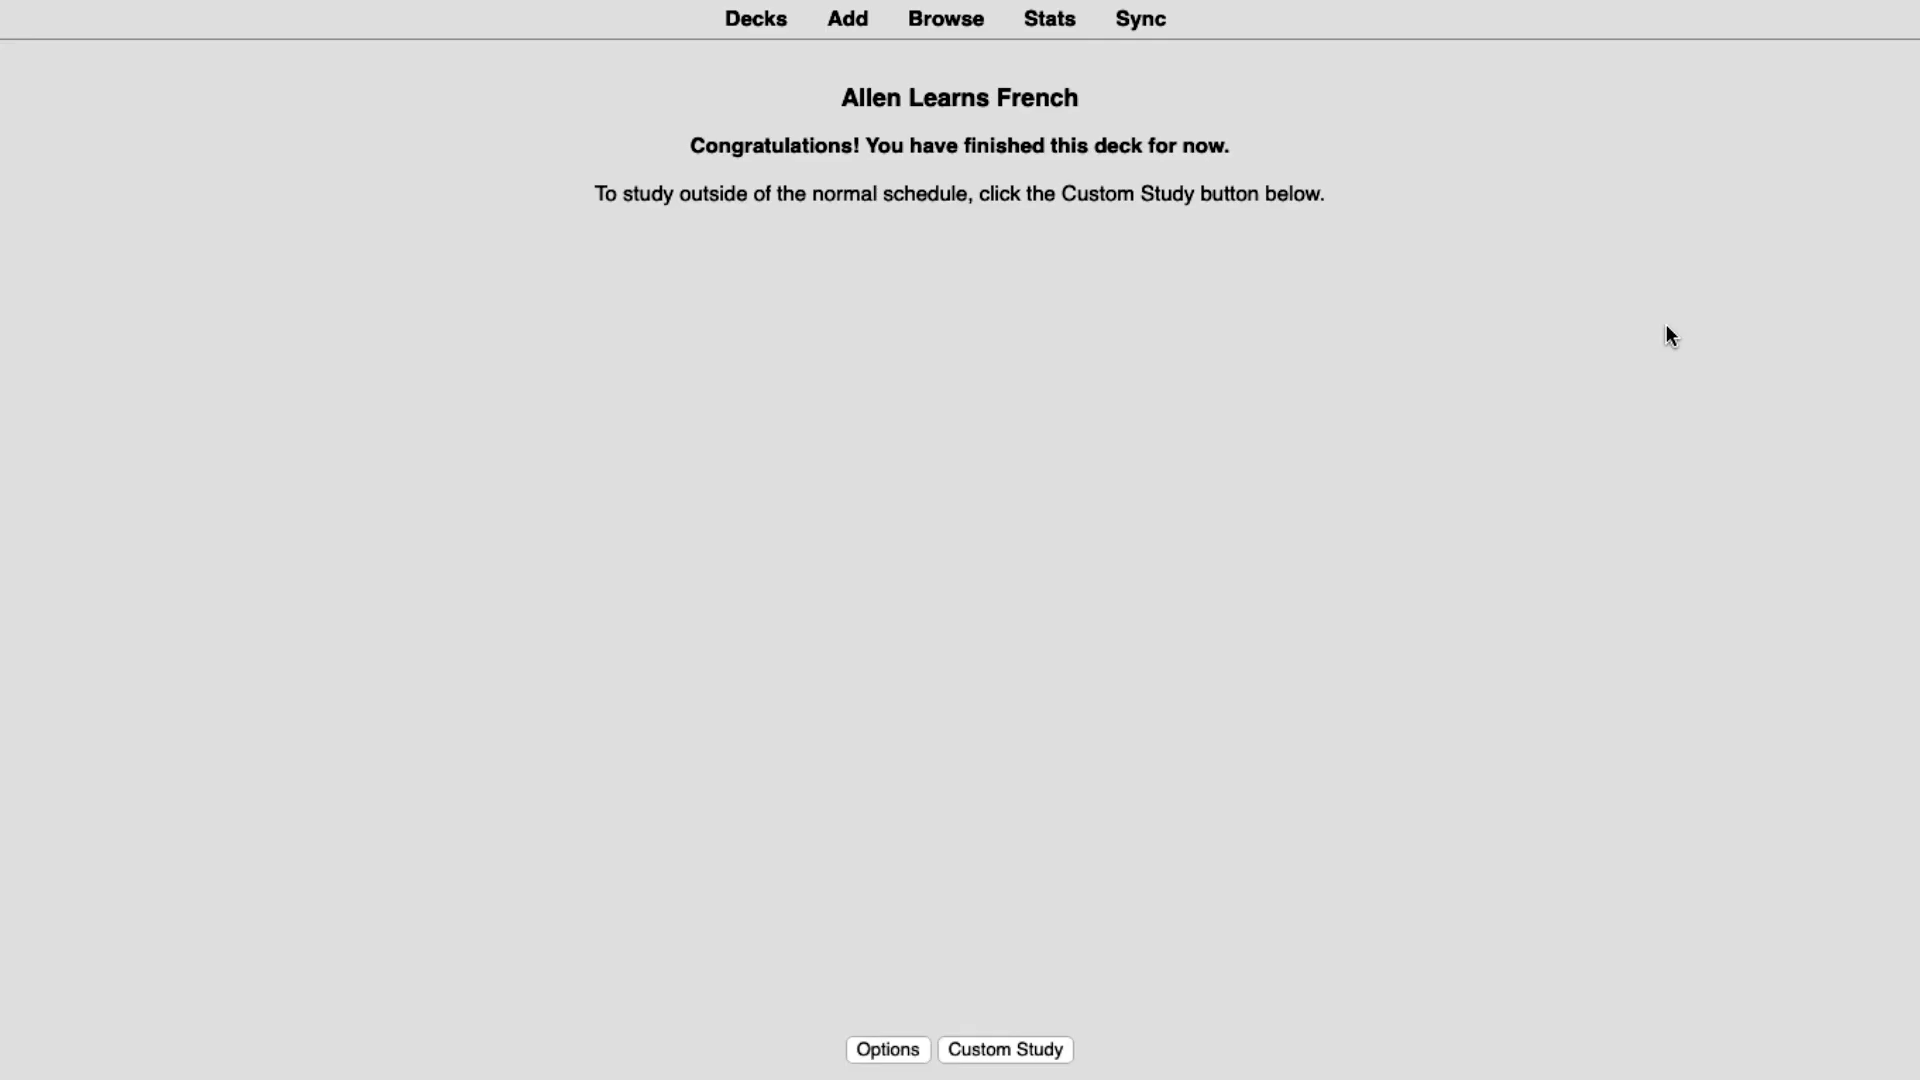 Decks Add Browse Stats Sync
Allen Learns French
Congratulations! You have finished this deck for now.
To study outside of the normal schedule, click the Custom Study button below.
Options Custom Study